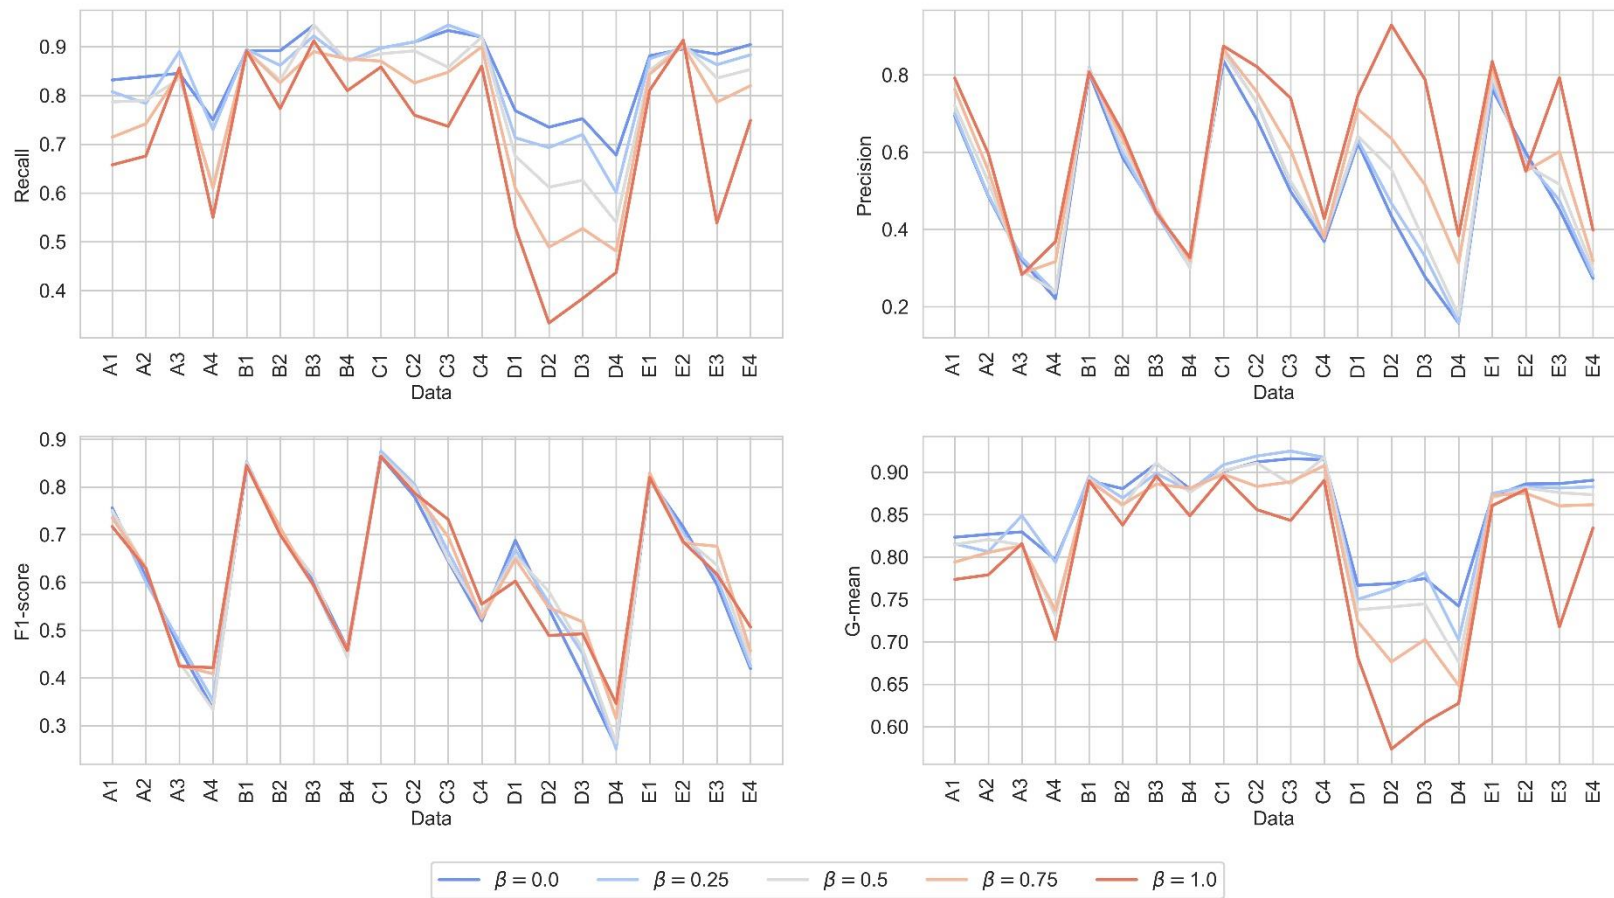 0.9
0.8
0.7
0.6
0.5
0.4
Recall
A1 A2 A3 A4 B1 B2 B3 B4 C1 C2 C3 C4 D1 D2 D3 D4 E1 E2 E3 E4
Data
0.8
0.6
0.4
0.2
Precision
A1 A2 A3 A4 B1 B2 B3 B4 C1 C2 C3 C4 D1 D2 D3 D4 E1 E2 E3 E4
Data
0.9
0.8
0.7
0.6
0.5
0.4
0.3
F1-score
A1 A2 A3 A4 B1 B2 B3 B4 C1 C2 C3 C4 D1 D2 D3 D4 E1 E2 E3 E4
Data
0.90
0.85
0.80
0.75
0.70
0.65
0.60
G-mean
A1 A2 A3 A4 B1 B2 B3 B4 C1 C2 C3 C4 D1 D2 D3 D4 E1 E2 E3 E4
Data
β = 0.0 β = 0.25 β = 0.5 β = 0.75 β = 1.0